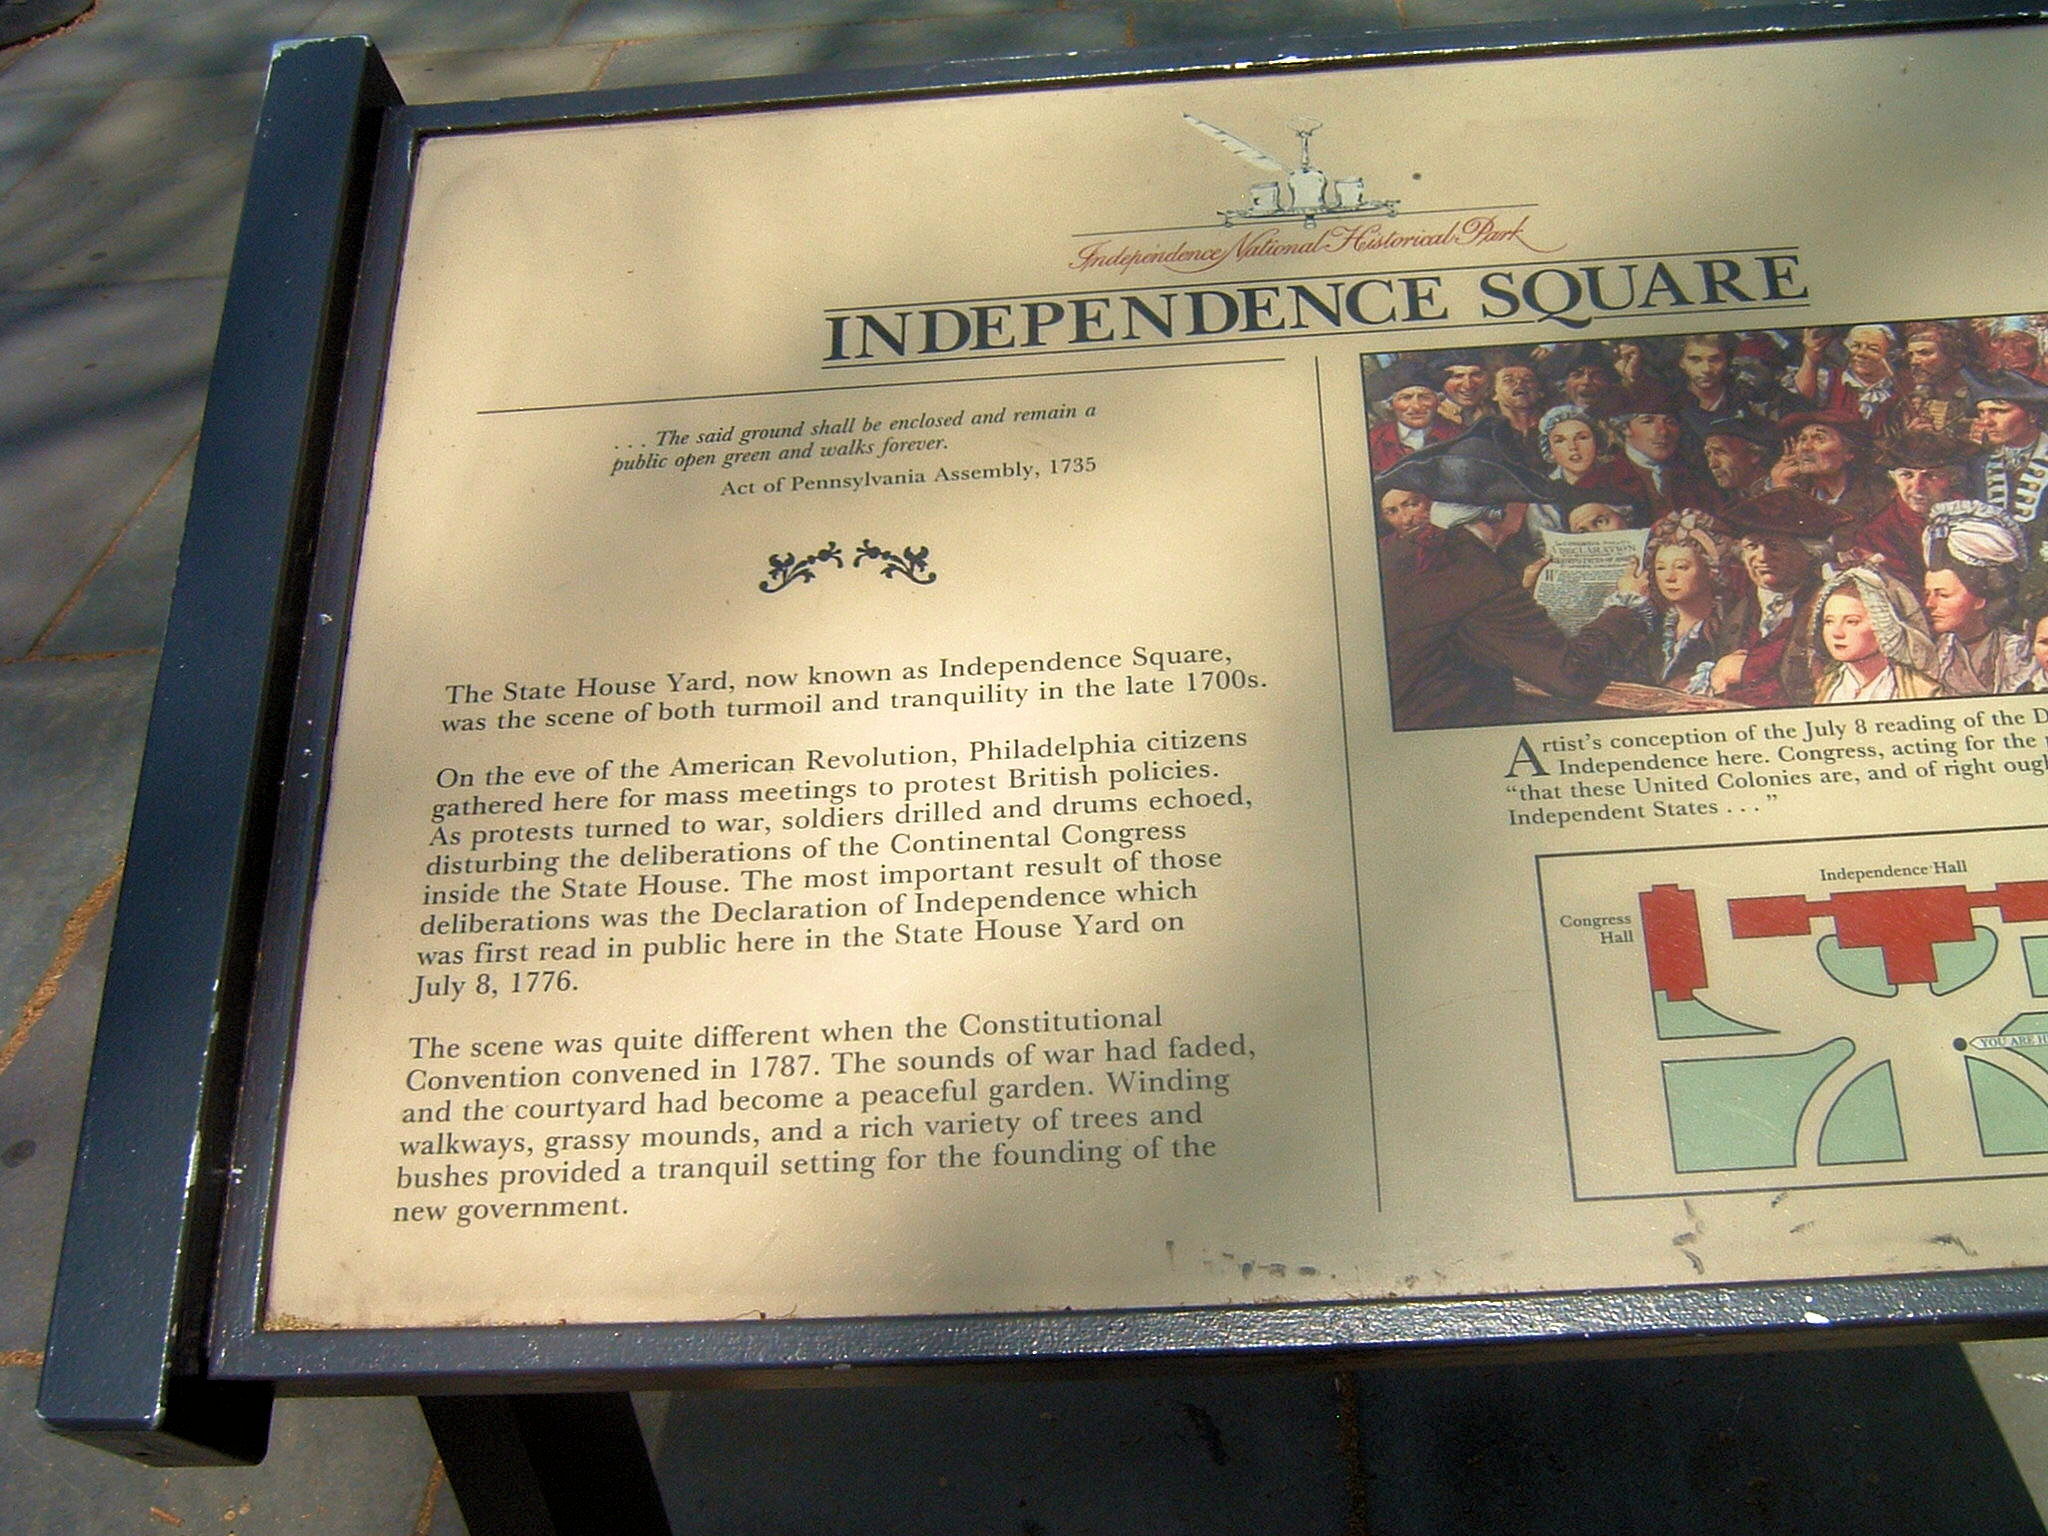 Independence National Historical Park
INDEPENDENCE SQUARE
. . . The said ground shall be enclosed and remain a
public open green and walks forever.
Act of Pennsylvania Assembly, 1735
The State House Yard, now known as Independence Square,
was the scene of both turmoil and tranquility in the late 1700s.
On the eve of the American Revolution, Philadelphia citizens
gathered here for mass meetings to protest British policies.
As protests turned to war, soldiers drilled and drums echoed,
disturbing the deliberations of the Continental Congress
inside the State House. The most important result of those
deliberations was the Declaration of Independence which
was first read in public here in the State House Yard on
July 8, 1776.
The scene was quite different when the Constitutional
Convention convened in 1787. The sounds of war had faded,
and the courtyard had become a peaceful garden. Winding
walkways, grassy mounds, and a rich variety of trees and
bushes provided a tranquil setting for the founding of the
new government.
DECLARATION
Artist's conception of the July 8 reading of the D
Independence here. Congress, acting for the
"that these United Colonies are, and of right ough
Independent States . . ."
Independence Hall
Congress
Hall
YOU ARE H